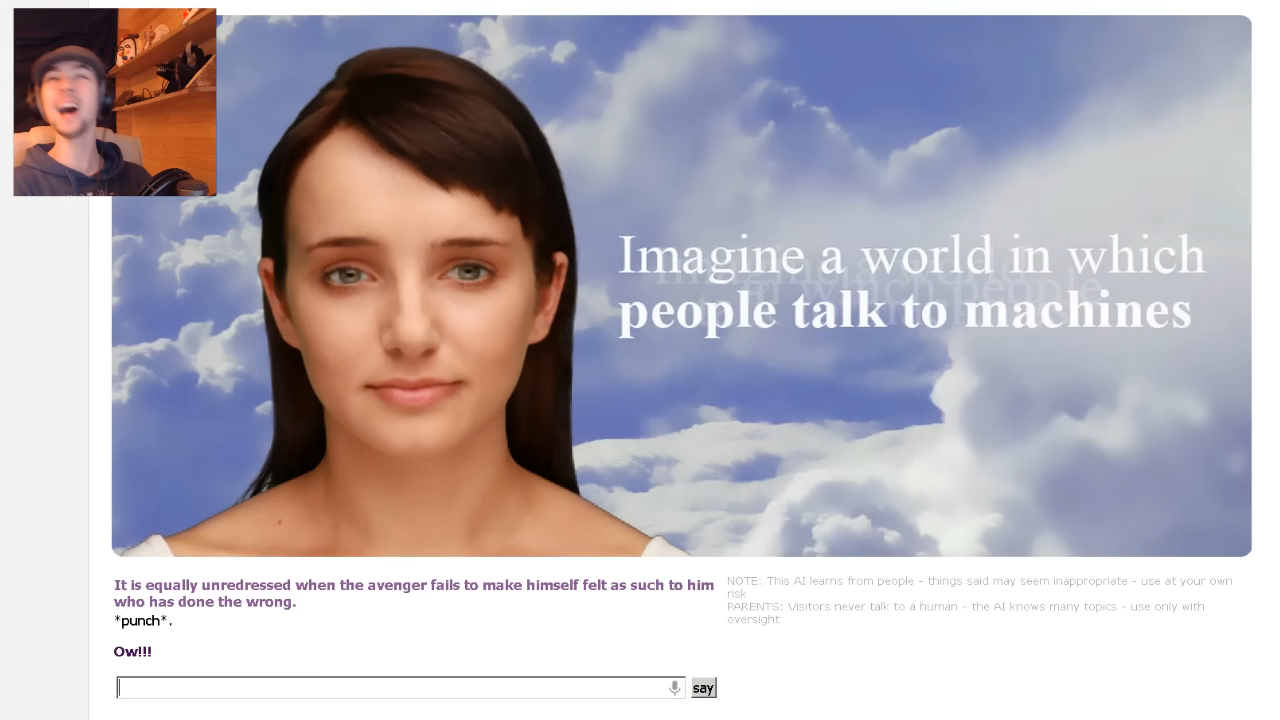 Imagine a world in which
people talk to machines
It is equally unredressed when the avenger fails to make himself felt as such to him
who has done the wrong.
*punch*.
Ow!!!
say
NOTE: This AI learns from people - things said may seem inappropriate - use at your own
risk
PARENTS: Visitors never talk to a human - the AI knows many topics - use only with
oversight